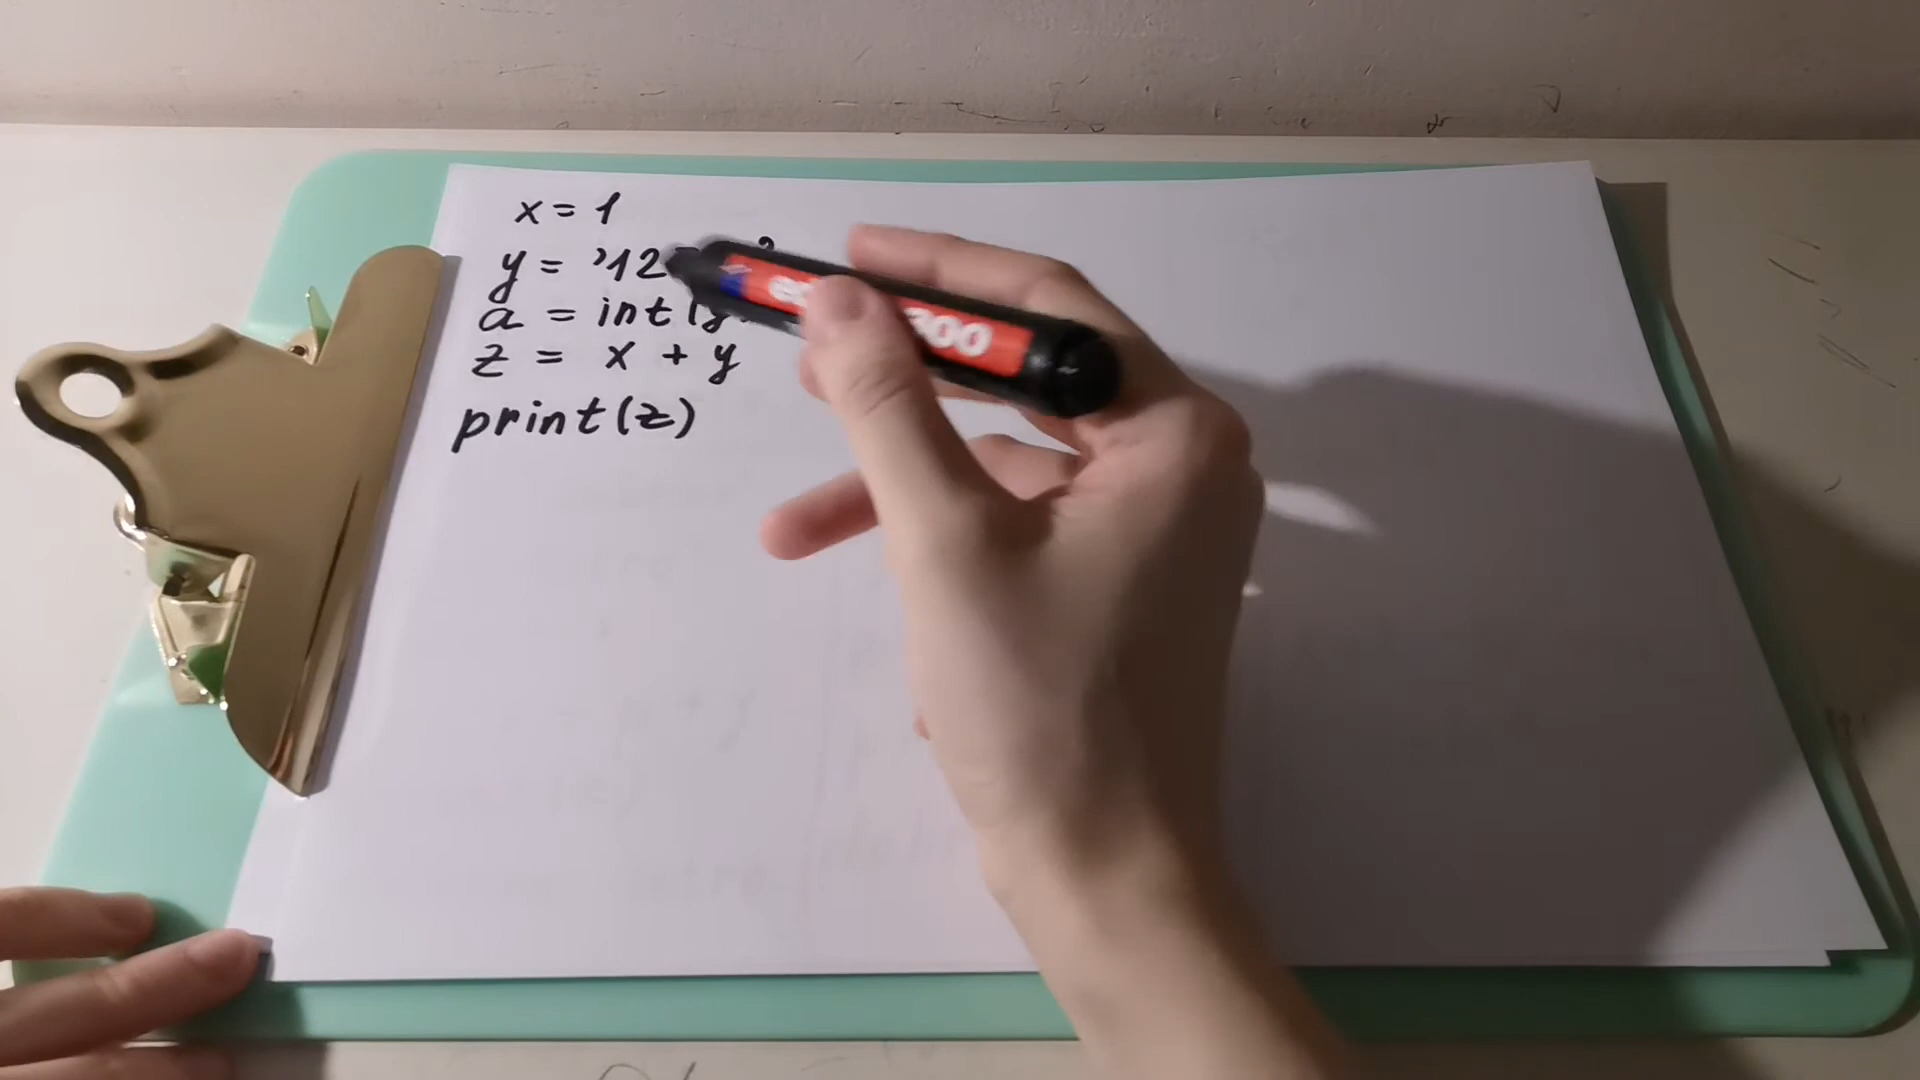 x = 1
y = '12
a = int(y
z = x + y
print(z)
300